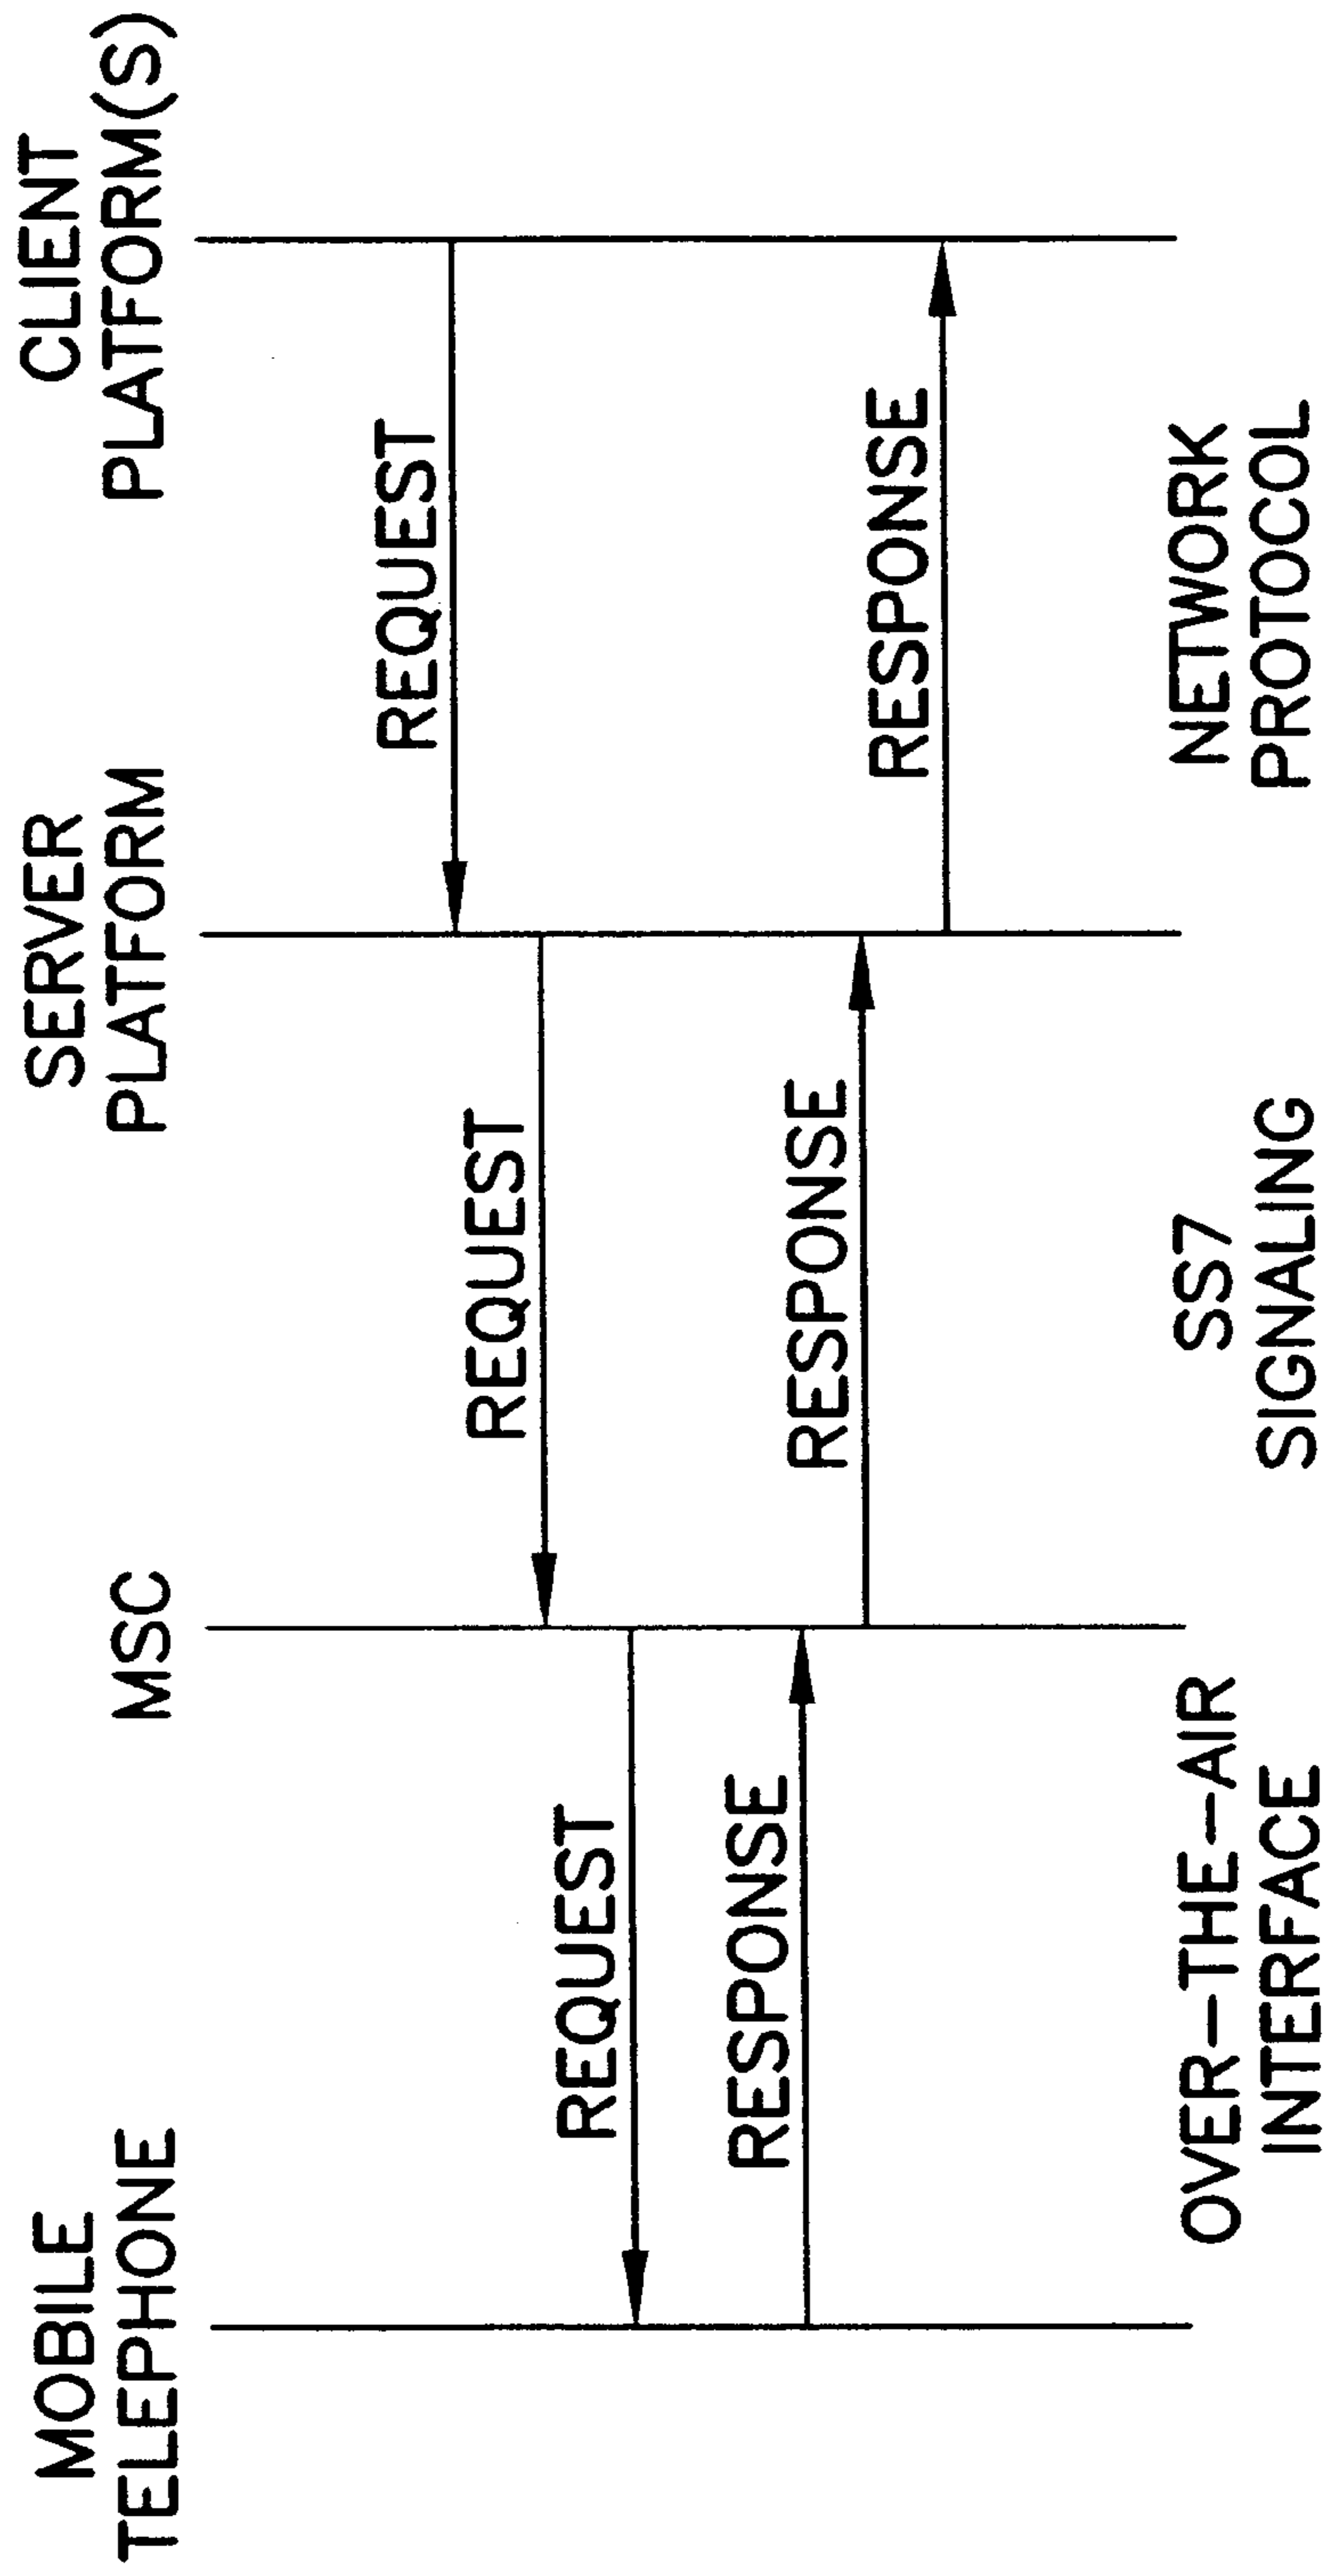 MOBILE
TELEPHONE
MSC
SERVER
PLATFORM
CLIENT
PLATFORM(S)
REQUEST
REQUEST
REQUEST
RESPONSE
RESPONSE
RESPONSE
OVER-THE-AIR
INTERFACE
SS7
SIGNALING
NETWORK
PROTOCOL